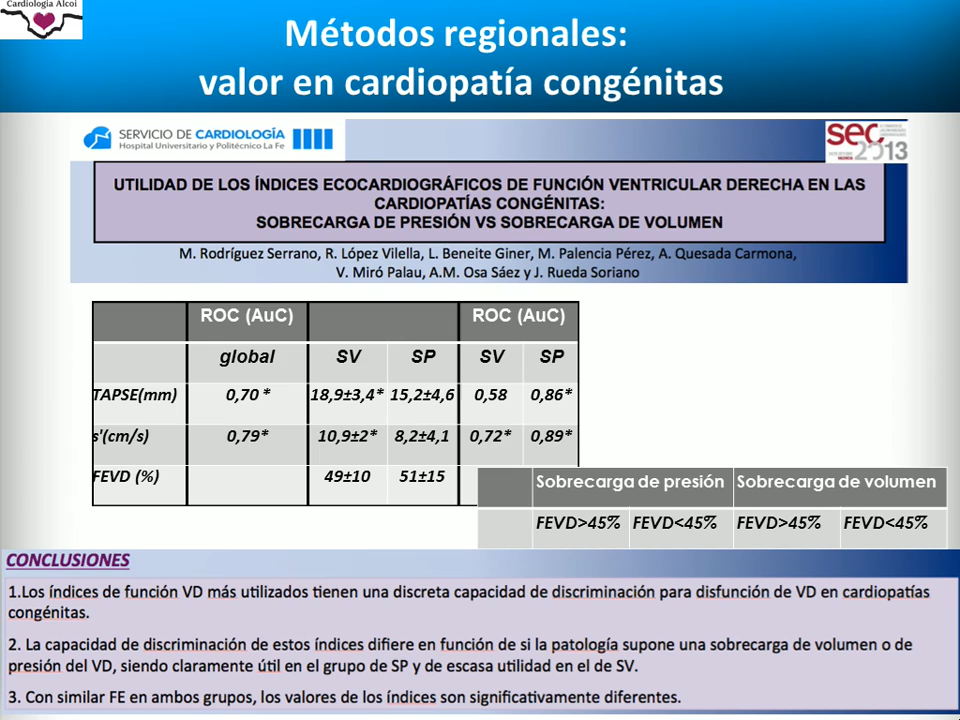 Cardiología Alcoi
Métodos regionales:
valor en cardiopatía congénitas
SERVICIO DE CARDIOLOGÍA
Hospital Universitario y Politécnico La Fe
sec
2013
UTILIDAD DE LOS ÍNDICES ECOCARDIOGRÁFICOS DE FUNCIÓN VENTRICULAR DERECHA EN LAS
CARDIOPATÍAS CONGÉNITAS:
SOBRECARGA DE PRESIÓN VS SOBRECARGA DE VOLUMEN
M. Rodríguez Serrano, R. López Vilella, L. Beneite Giner, M. Palencia Pérez, A. Quesada Carmona,
V. Miró Palau, A.M. Osa Sáez y J. Rueda Soriano
ROC (AuC) ROC (AuC)
global SV SP SV SP
TAPSE(mm) 0,70 * 18,9±3,4* 15,2±4,6 0,58 0,86*
s'(cm/s) 0,79* 10,9±2* 8,2±4,1 0,72* 0,89*
FEVD (%) 49±10 51±15
Sobrecarga de presión Sobrecarga de volumen
FEVD>45% FEVD<45% FEVD>45% FEVD<45%
CONCLUSIONES
1.Los índices de función VD más utilizados tienen una discreta capacidad de discriminación para disfunción de VD en cardiopatías
congénitas.
2. La capacidad de discriminación de estos índices difiere en función de si la patología supone una sobrecarga de volumen o de
presión del VD, siendo claramente útil en el grupo de SP y de escasa utilidad en el de SV.
3. Con similar FE en ambos grupos, los valores de los índices son significativamente diferentes.